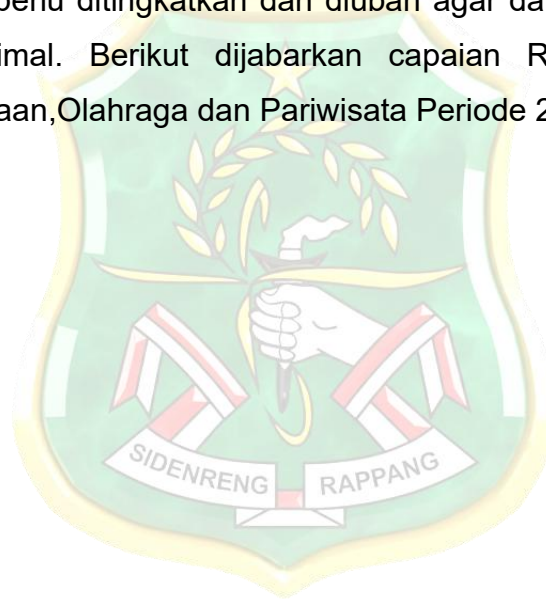 perlu ditingkatkan dan diubah agar da
imal. Berikut dijabarkan capaian R
aan,Olahraga dan Pariwisata Periode 2
SIDENRENG RAPPANG